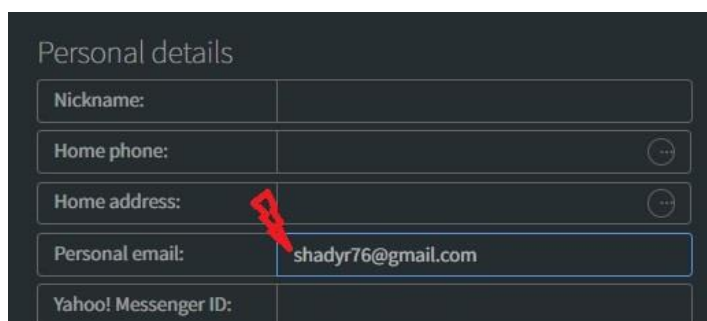 Personal details
Nickname:
Home phone:
Home address:
Personal email: shadyr76@gmail.com
Yahoo! Messenger ID: